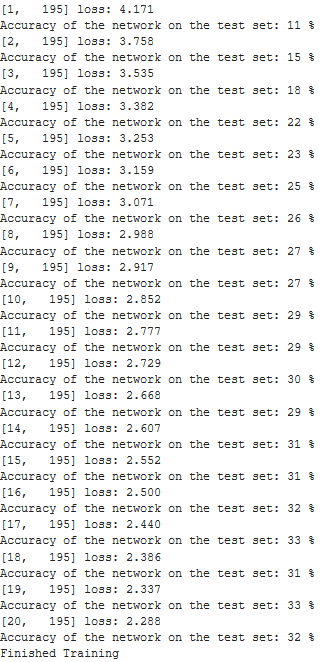 [1,   195] loss: 4.171
Accuracy of the network on the test set: 11 %
[2,   195] loss: 3.758
Accuracy of the network on the test set: 15 %
[3,   195] loss: 3.535
Accuracy of the network on the test set: 18 %
[4,   195] loss: 3.382
Accuracy of the network on the test set: 22 %
[5,   195] loss: 3.253
Accuracy of the network on the test set: 23 %
[6,   195] loss: 3.159
Accuracy of the network on the test set: 25 %
[7,   195] loss: 3.071
Accuracy of the network on the test set: 26 %
[8,   195] loss: 2.988
Accuracy of the network on the test set: 27 %
[9,   195] loss: 2.917
Accuracy of the network on the test set: 27 %
[10,   195] loss: 2.852
Accuracy of the network on the test set: 29 %
[11,   195] loss: 2.777
Accuracy of the network on the test set: 29 %
[12,   195] loss: 2.729
Accuracy of the network on the test set: 30 %
[13,   195] loss: 2.668
Accuracy of the network on the test set: 29 %
[14,   195] loss: 2.607
Accuracy of the network on the test set: 31 %
[15,   195] loss: 2.552
Accuracy of the network on the test set: 31 %
[16,   195] loss: 2.500
Accuracy of the network on the test set: 32 %
[17,   195] loss: 2.440
Accuracy of the network on the test set: 33 %
[18,   195] loss: 2.386
Accuracy of the network on the test set: 31 %
[19,   195] loss: 2.337
Accuracy of the network on the test set: 33 %
[20,   195] loss: 2.288
Accuracy of the network on the test set: 32 %
Finished Training